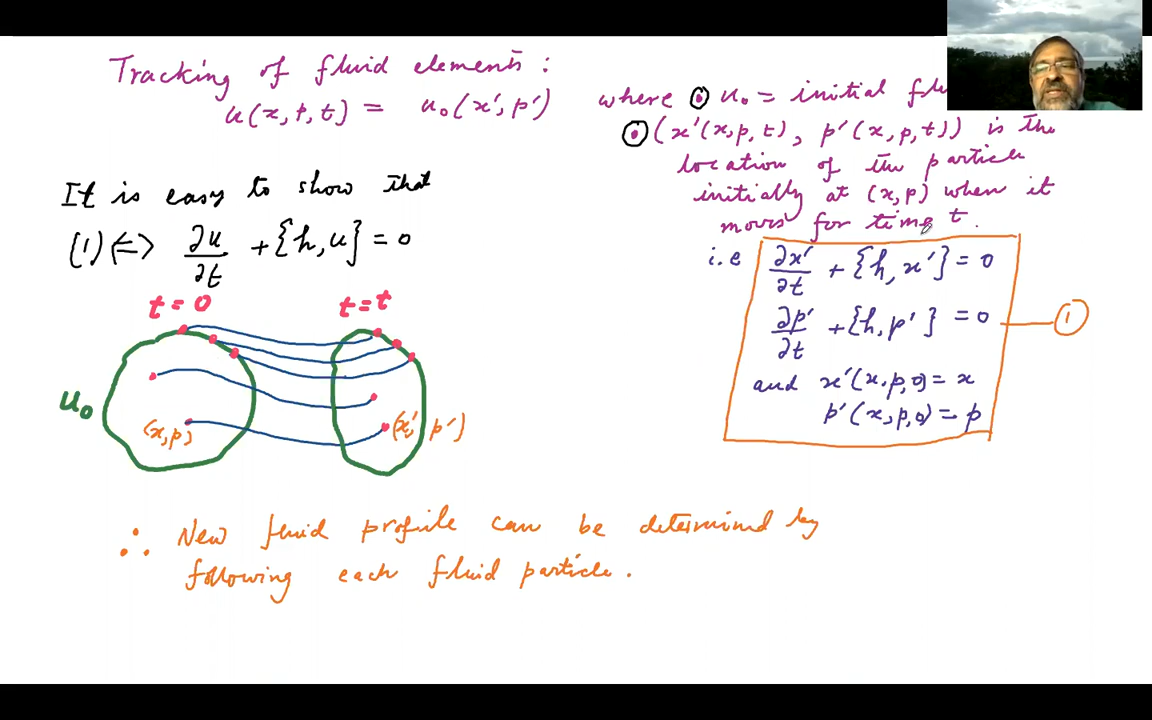 Tracking of fluid elements:
u(x, p, t) = u₀(x', p')
where ⊙ u₀ = initial
⊙ (x'(x,p,t), p'(x,p,t)) is the
location of the particle
initially at (x,p) when it
moves for time t.
It is easy to show that
(1) <=> ∂u/∂t + {h, u} = 0
i.e ∂x'/∂t + {h, x'} = 0
∂p'/∂t + {h, p'} = 0 — ①
and x'(x,p,0) = x
p'(x,p,0) = p
t = 0 t = t
u₀
(x,p) (x', p')
∴ New fluid profile can be determined by
following each fluid particle.